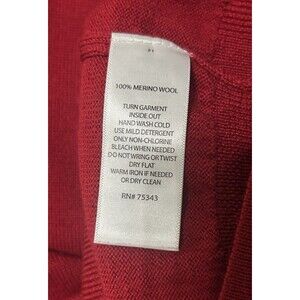 100% MERINO WOOL
TURN GARMENT
INSIDE OUT
HAND WASH COLD
USE MILD DETERGENT
ONLY NON-CHLORINE
BLEACH WHEN NEEDED
DO NOT WRING OR TWIST
DRY FLAT
WARM IRON IF NEEDED
OR DRY CLEAN
RN# 75343